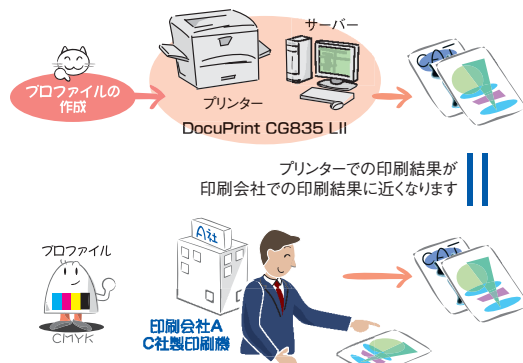 サーバー
プロファイルの
作成
プリンター
DocuPrint CG835 LII
CAT
プリンターでの印刷結果が
印刷会社での印刷結果に近くなります
A社
プロファイル
CMYK
印刷会社A
C社製印刷機
CAT